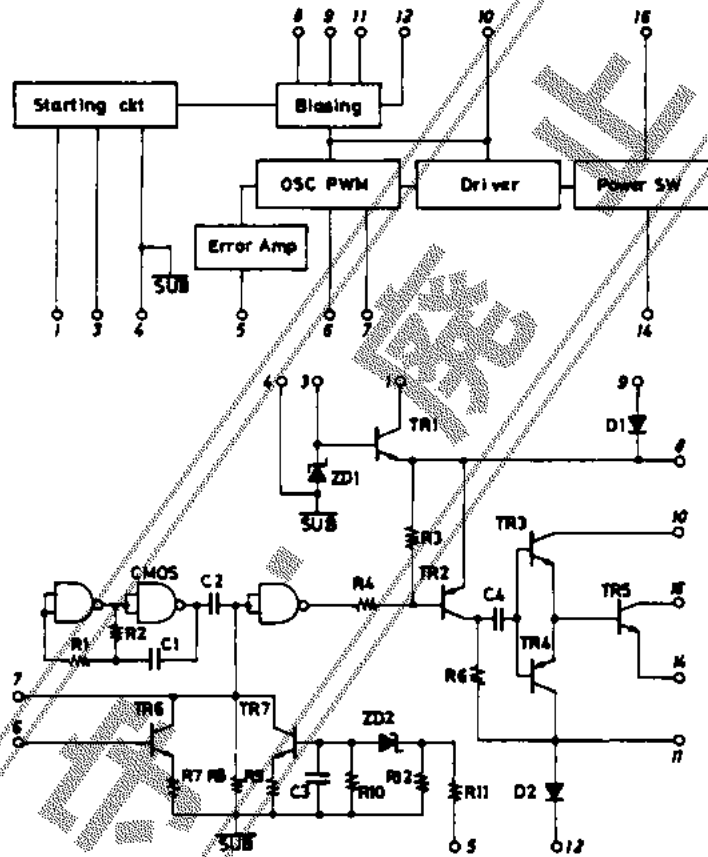 8 9 11 12 10 16
Starting ckt
Biasing
OSC PWM
Driver
Power SW
Error Amp
SUB
1 3 4 5 6 7 14
4 3 1 9
TR1
D1
8
ZD1
SUB
R3
TR3
10
CMOS
C2
R4
TR2
C4
TR5
16
R2
R1
C1
TR4
14
R6
7
TR6
TR7
ZD2
6
11
R7
R8
R9
C3
R10
R12
R11
D2
SUB
5
12